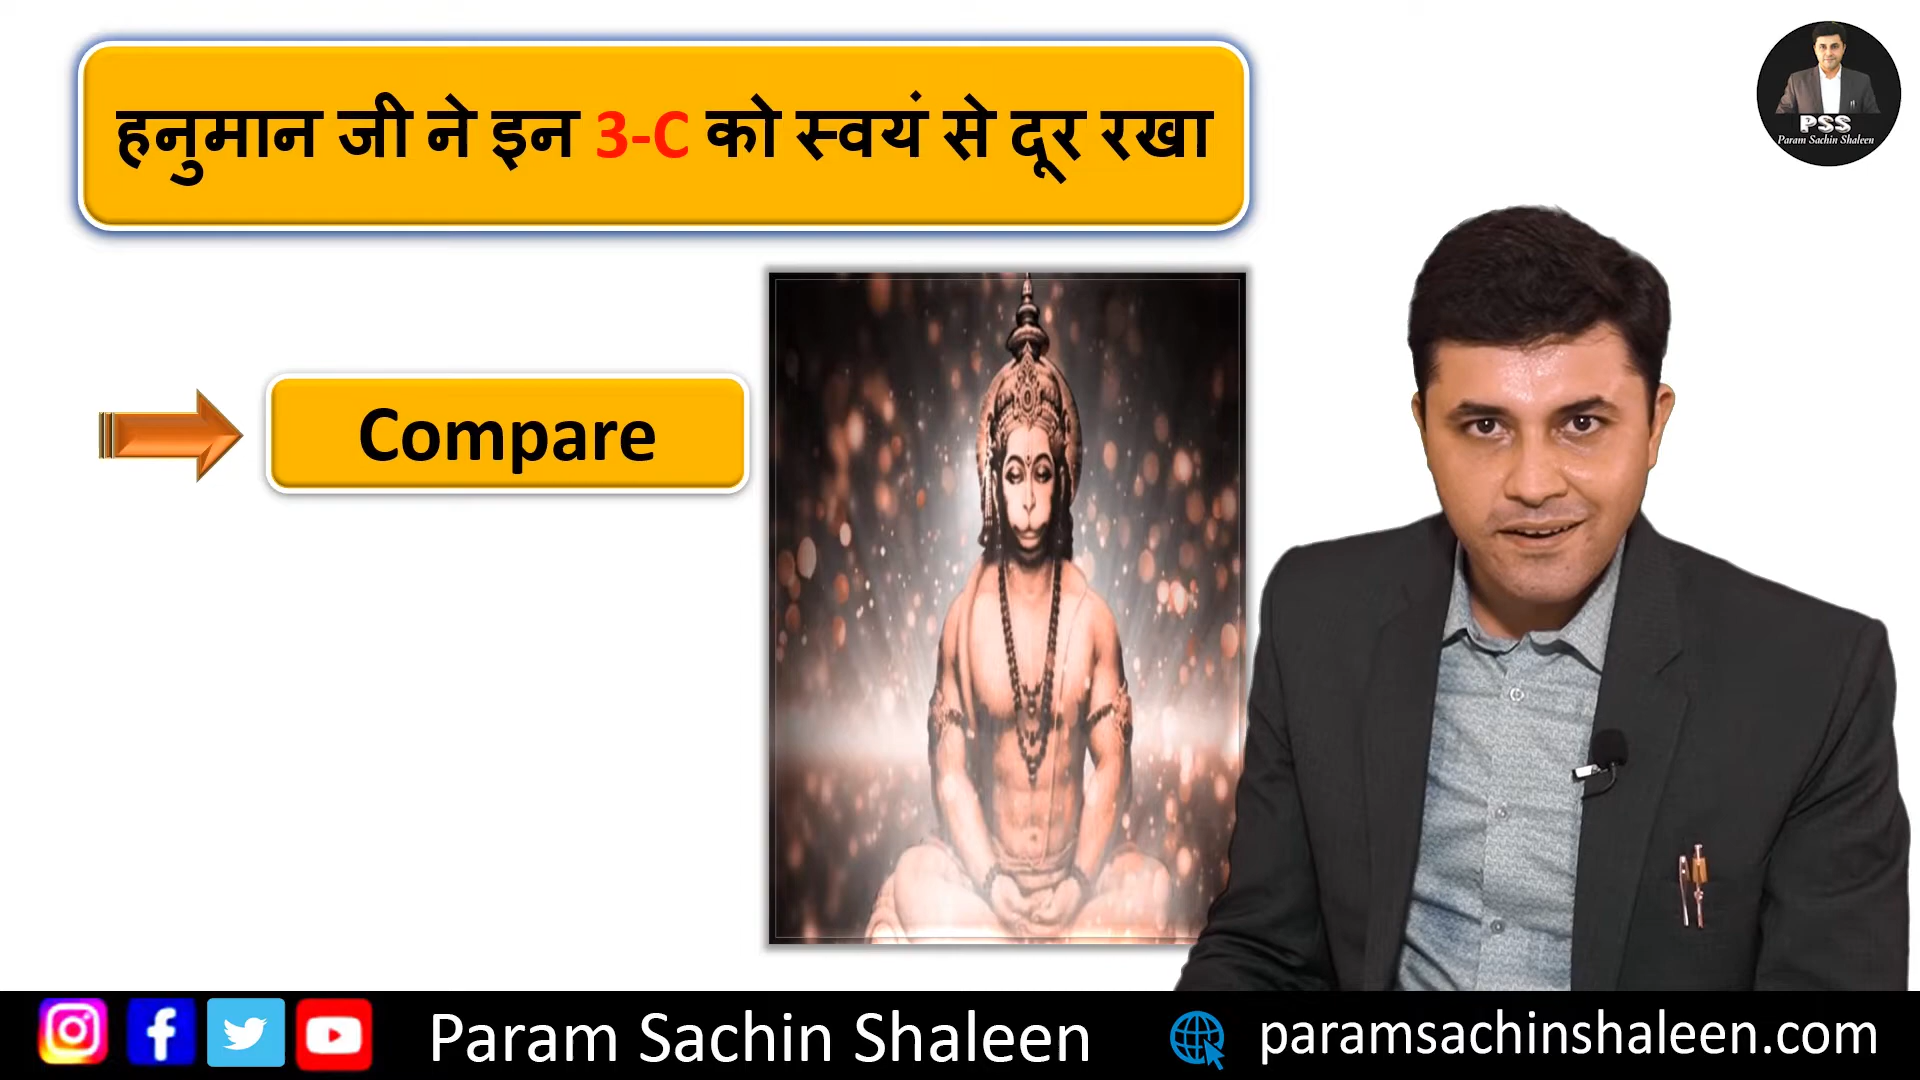 हनुमान जी ने इन 3-C को स्वयं से दूर रखा
PSS
Param Sachin Shaleen
Compare
Param Sachin Shaleen
paramsachinshaleen.com